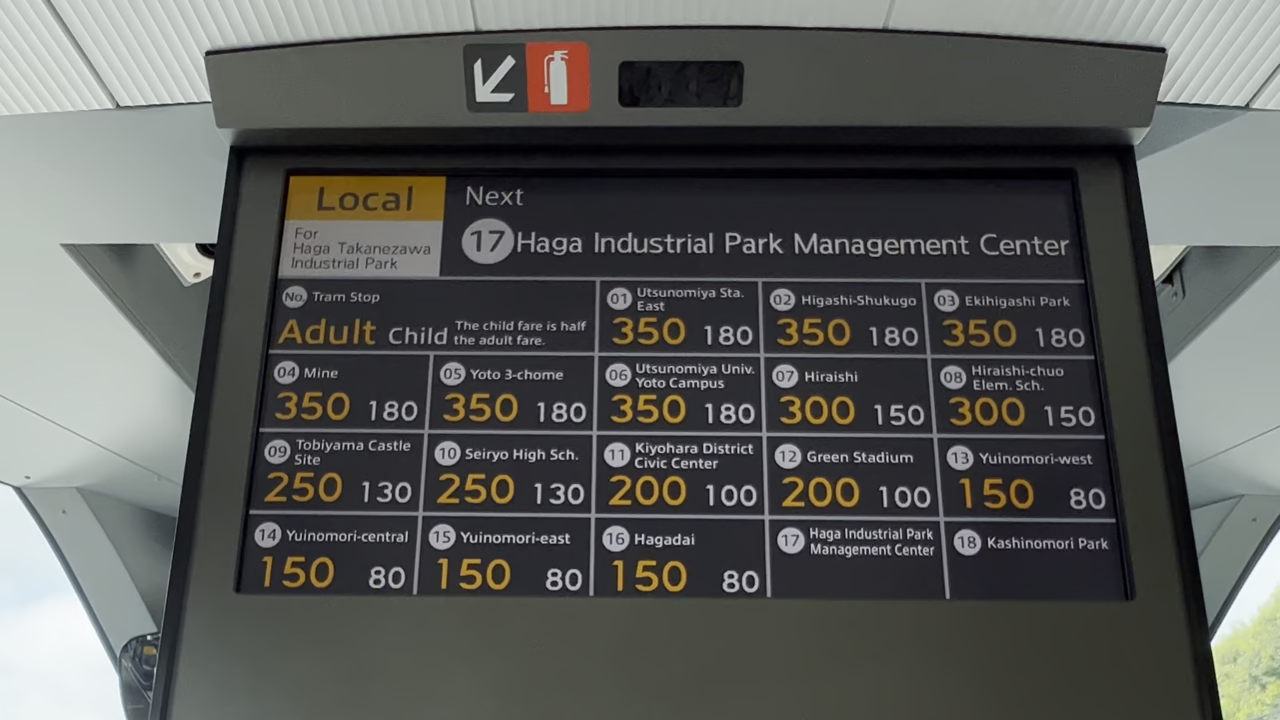 Local
For
Haga Takanezawa
Industrial Park
Next
17 Haga Industrial Park Management Center
No. Tram Stop
Adult Child The child fare is half
the adult fare.
01 Utsunomiya Sta.
East
350 180
02 Higashi-Shukugo
350 180
03 Ekihigashi Park
350 180
04 Mine
350 180
05 Yoto 3-chome
350 180
06 Utsunomiya Univ.
Yoto Campus
350 180
07 Hiraishi
300 150
08 Hiraishi-chuo
Elem. Sch.
300 150
09 Tobiyama Castle
Site
250 130
10 Seiryo High Sch.
250 130
11 Kiyohara District
Civic Center
200 100
12 Green Stadium
200 100
13 Yuinomori-west
150 80
14 Yuinomori-central
150 80
15 Yuinomori-east
150 80
16 Hagadai
150 80
17 Haga Industrial Park
Management Center
18 Kashinomori Park